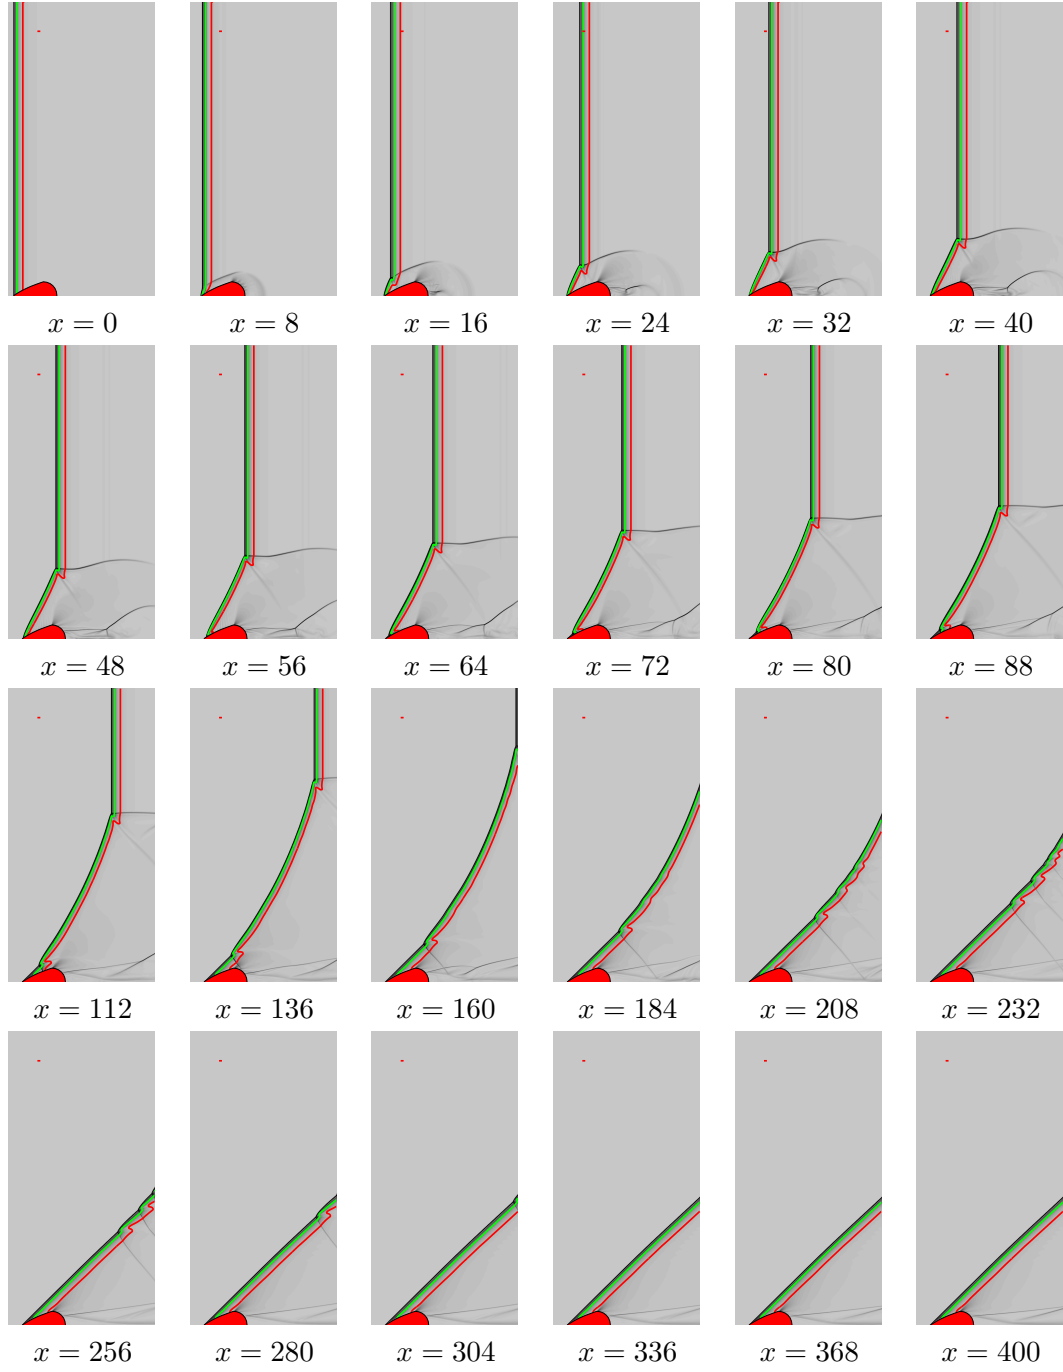 x = 0 x = 8 x = 16 x = 24 x = 32 x = 40
x = 48 x = 56 x = 64 x = 72 x = 80 x = 88
x = 112 x = 136 x = 160 x = 184 x = 208 x = 232
x = 256 x = 280 x = 304 x = 336 x = 368 x = 400